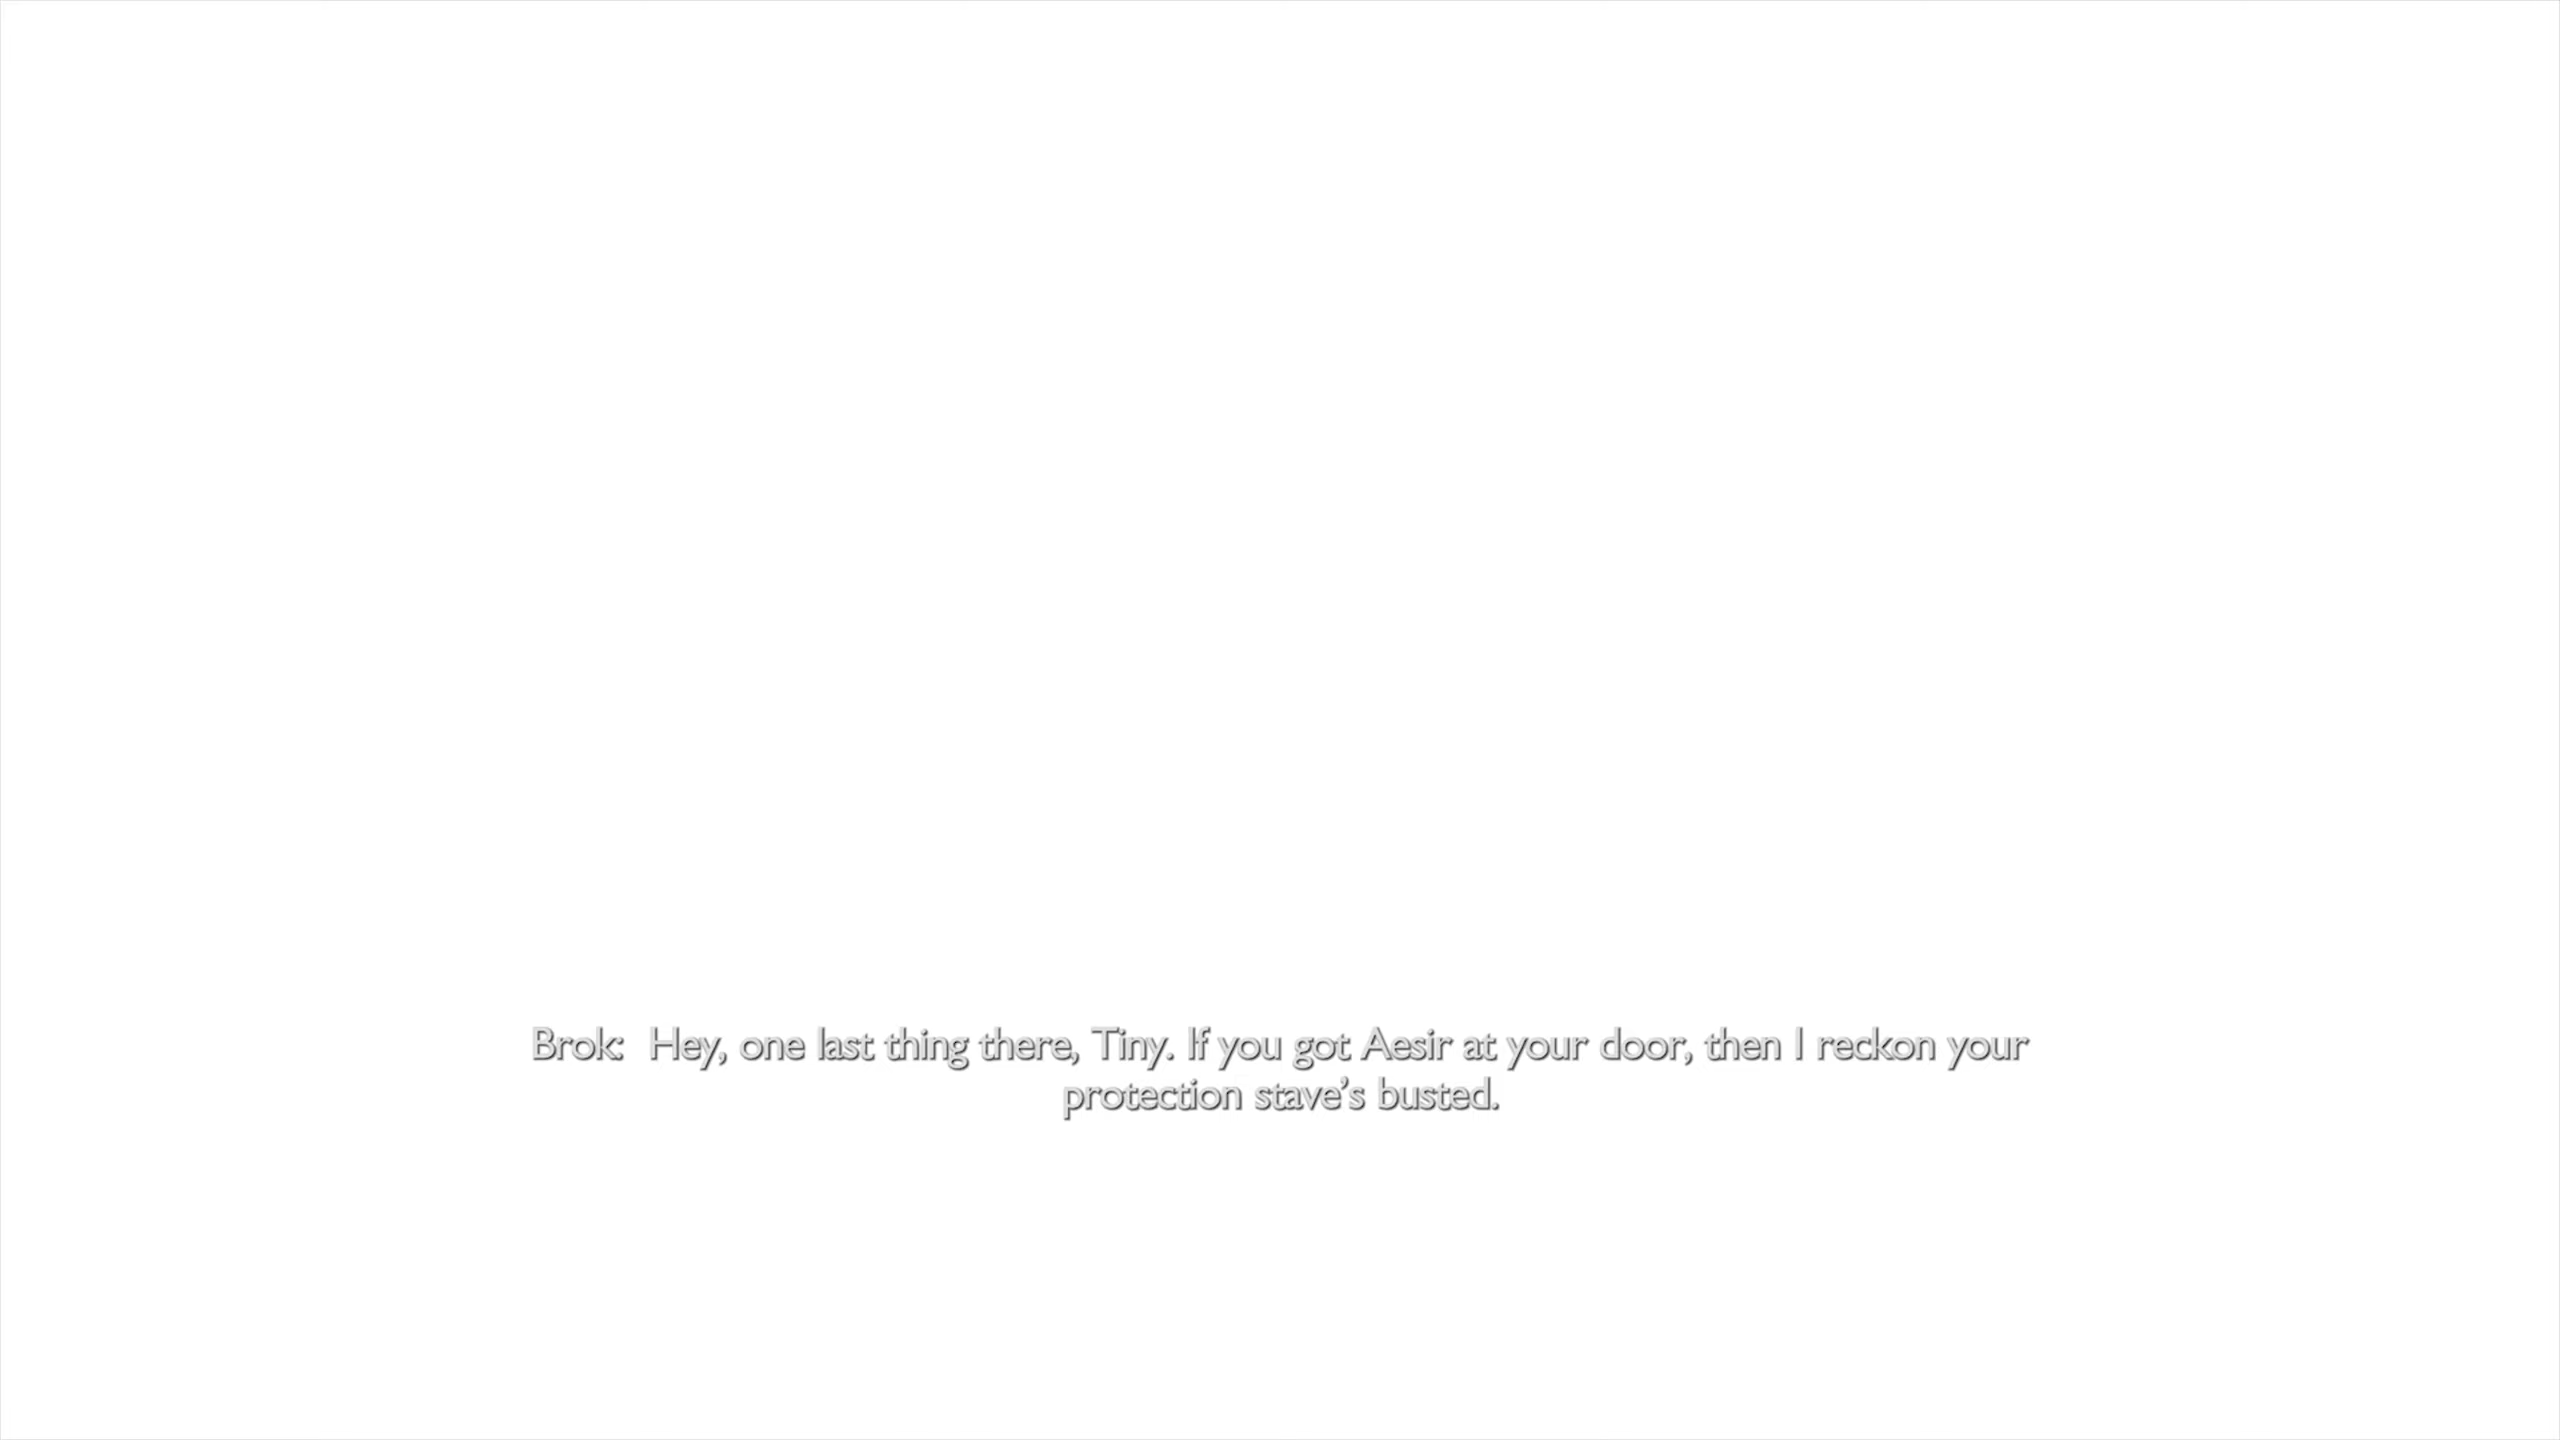 Brok: Hey, one last thing there, Tiny. If you got Aesir at your door, then I reckon your
protection stave’s busted.